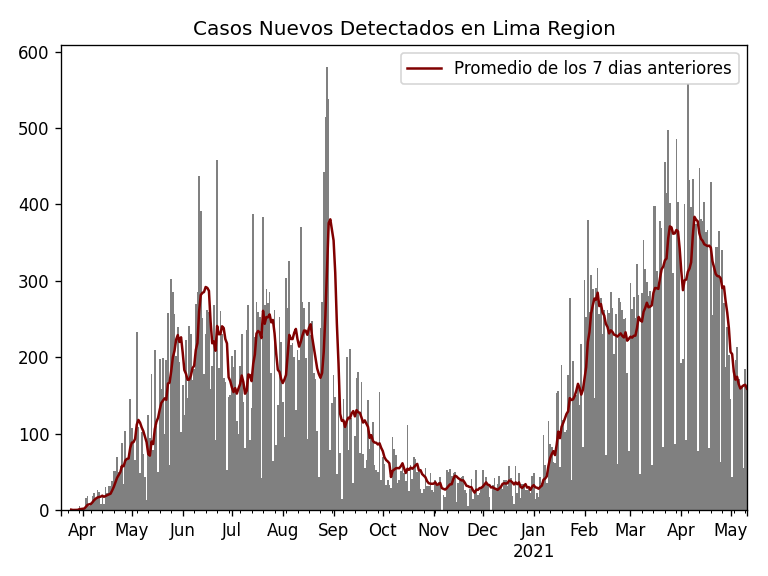 Casos Nuevos Detectados en Lima Region
Promedio de los 7 dias anteriores
600
500
400
300
200
100
0
Apr May Jun Jul Aug Sep Oct Nov Dec Jan Feb Mar Apr May
2021